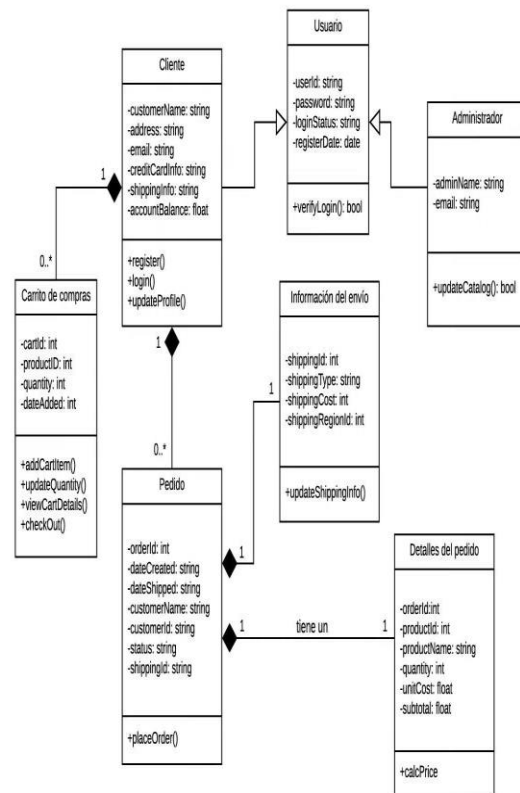 Usuario
-userId: string
-password: string
-loginStatus: string
-registerDate: date
+verifyLogin(): bool
Cliente
-customerName: string
-address: string
-email: string
-creditCardInfo: string
-shippingInfo: string
-accountBalance: float
+register()
+login()
+updateProfile()
Administrador
-adminName: string
-email: string
+updateCatalog(): bool
1
0..*
Carrito de compras
-cartId: int
-productID: int
-quantity: int
-dateAdded: int
+addCartItem()
+updateQuantity()
+viewCartDetails()
+checkOut()
1
0..*
Información del envío
-shippingId: int
-shippingType: string
-shippingCost: int
-shippingRegionId: int
+updateShippingInfo()
1
1
Pedido
-orderId: int
-dateCreated: string
-dateShipped: string
-customerName: string
-customerId: string
-status: string
-shippingId: string
+placeOrder()
1 tiene un 1
Detalles del pedido
-orderId:int
-productId: int
-productName: string
-quantity: int
-unitCost: float
-subtotal: float
+calcPrice